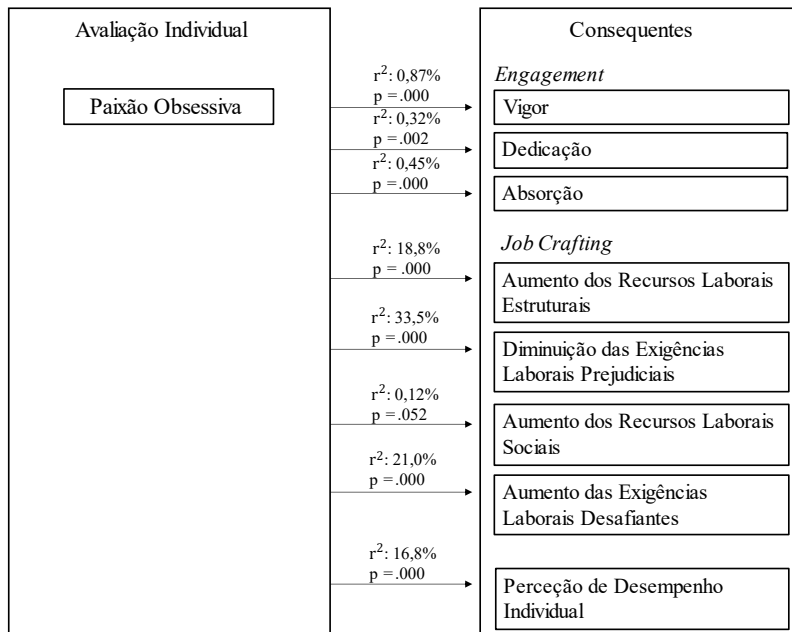 Avaliação Individual
Paixão Obsessiva
r²: 0,87%
p = .000
r²: 0,32%
p = .002
r²: 0,45%
p = .000
r²: 18,8%
p = .000
r²: 33,5%
p = .000
r²: 0,12%
p = .052
r²: 21,0%
p = .000
r²: 16,8%
p = .000
Consequentes
Engagement
Vigor
Dedicação
Absorção
Job Crafting
Aumento dos Recursos Laborais
Estruturais
Diminuição das Exigências
Laborais Prejudiciais
Aumento dos Recursos Laborais
Sociais
Aumento das Exigências
Laborais Desafiantes
Perceção de Desempenho
Individual